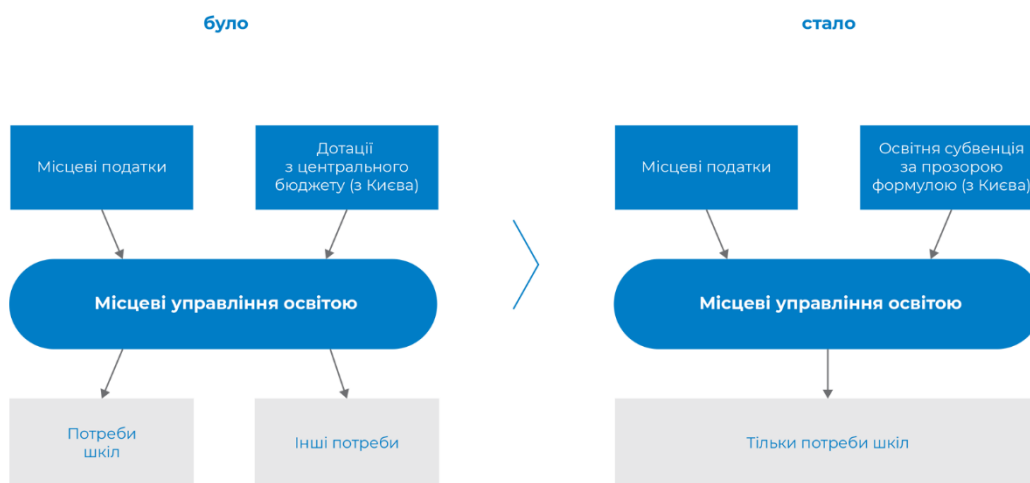 було
стало
Місцеві податки
Дотації
з центрального
бюджету (з Києва)
Місцеві податки
Освітня субвенція
за прозорою
формулою (з Києва)
Місцеві управління освітою
Місцеві управління освітою
Потреби
шкіл
Інші потреби
Тільки потреби шкіл